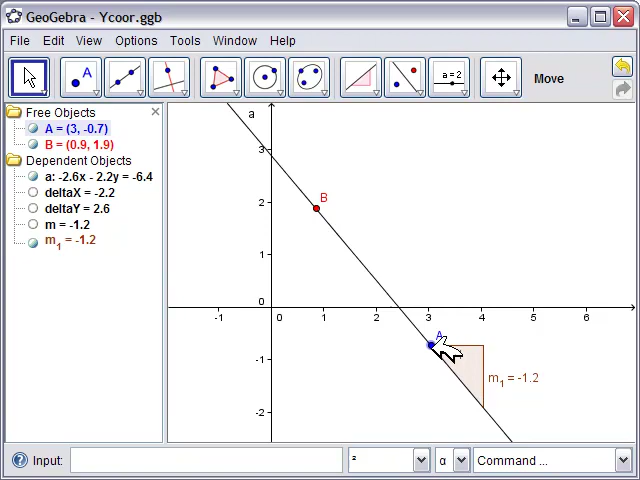 GeoGebra - Ycoor.ggb
File Edit View Options Tools Window Help
A
a = 2
Move
Free Objects
A = (3, -0.7)
B = (0.9, 1.9)
Dependent Objects
a: -2.6x - 2.2y = -6.4
deltaX = -2.2
deltaY = 2.6
m = -1.2
m1 = -1.2
a
3
B
2
1
0
-1 0 1 2 3 4 5 6
A
-1
m1 = -1.2
-2
Input: ² α Command ...